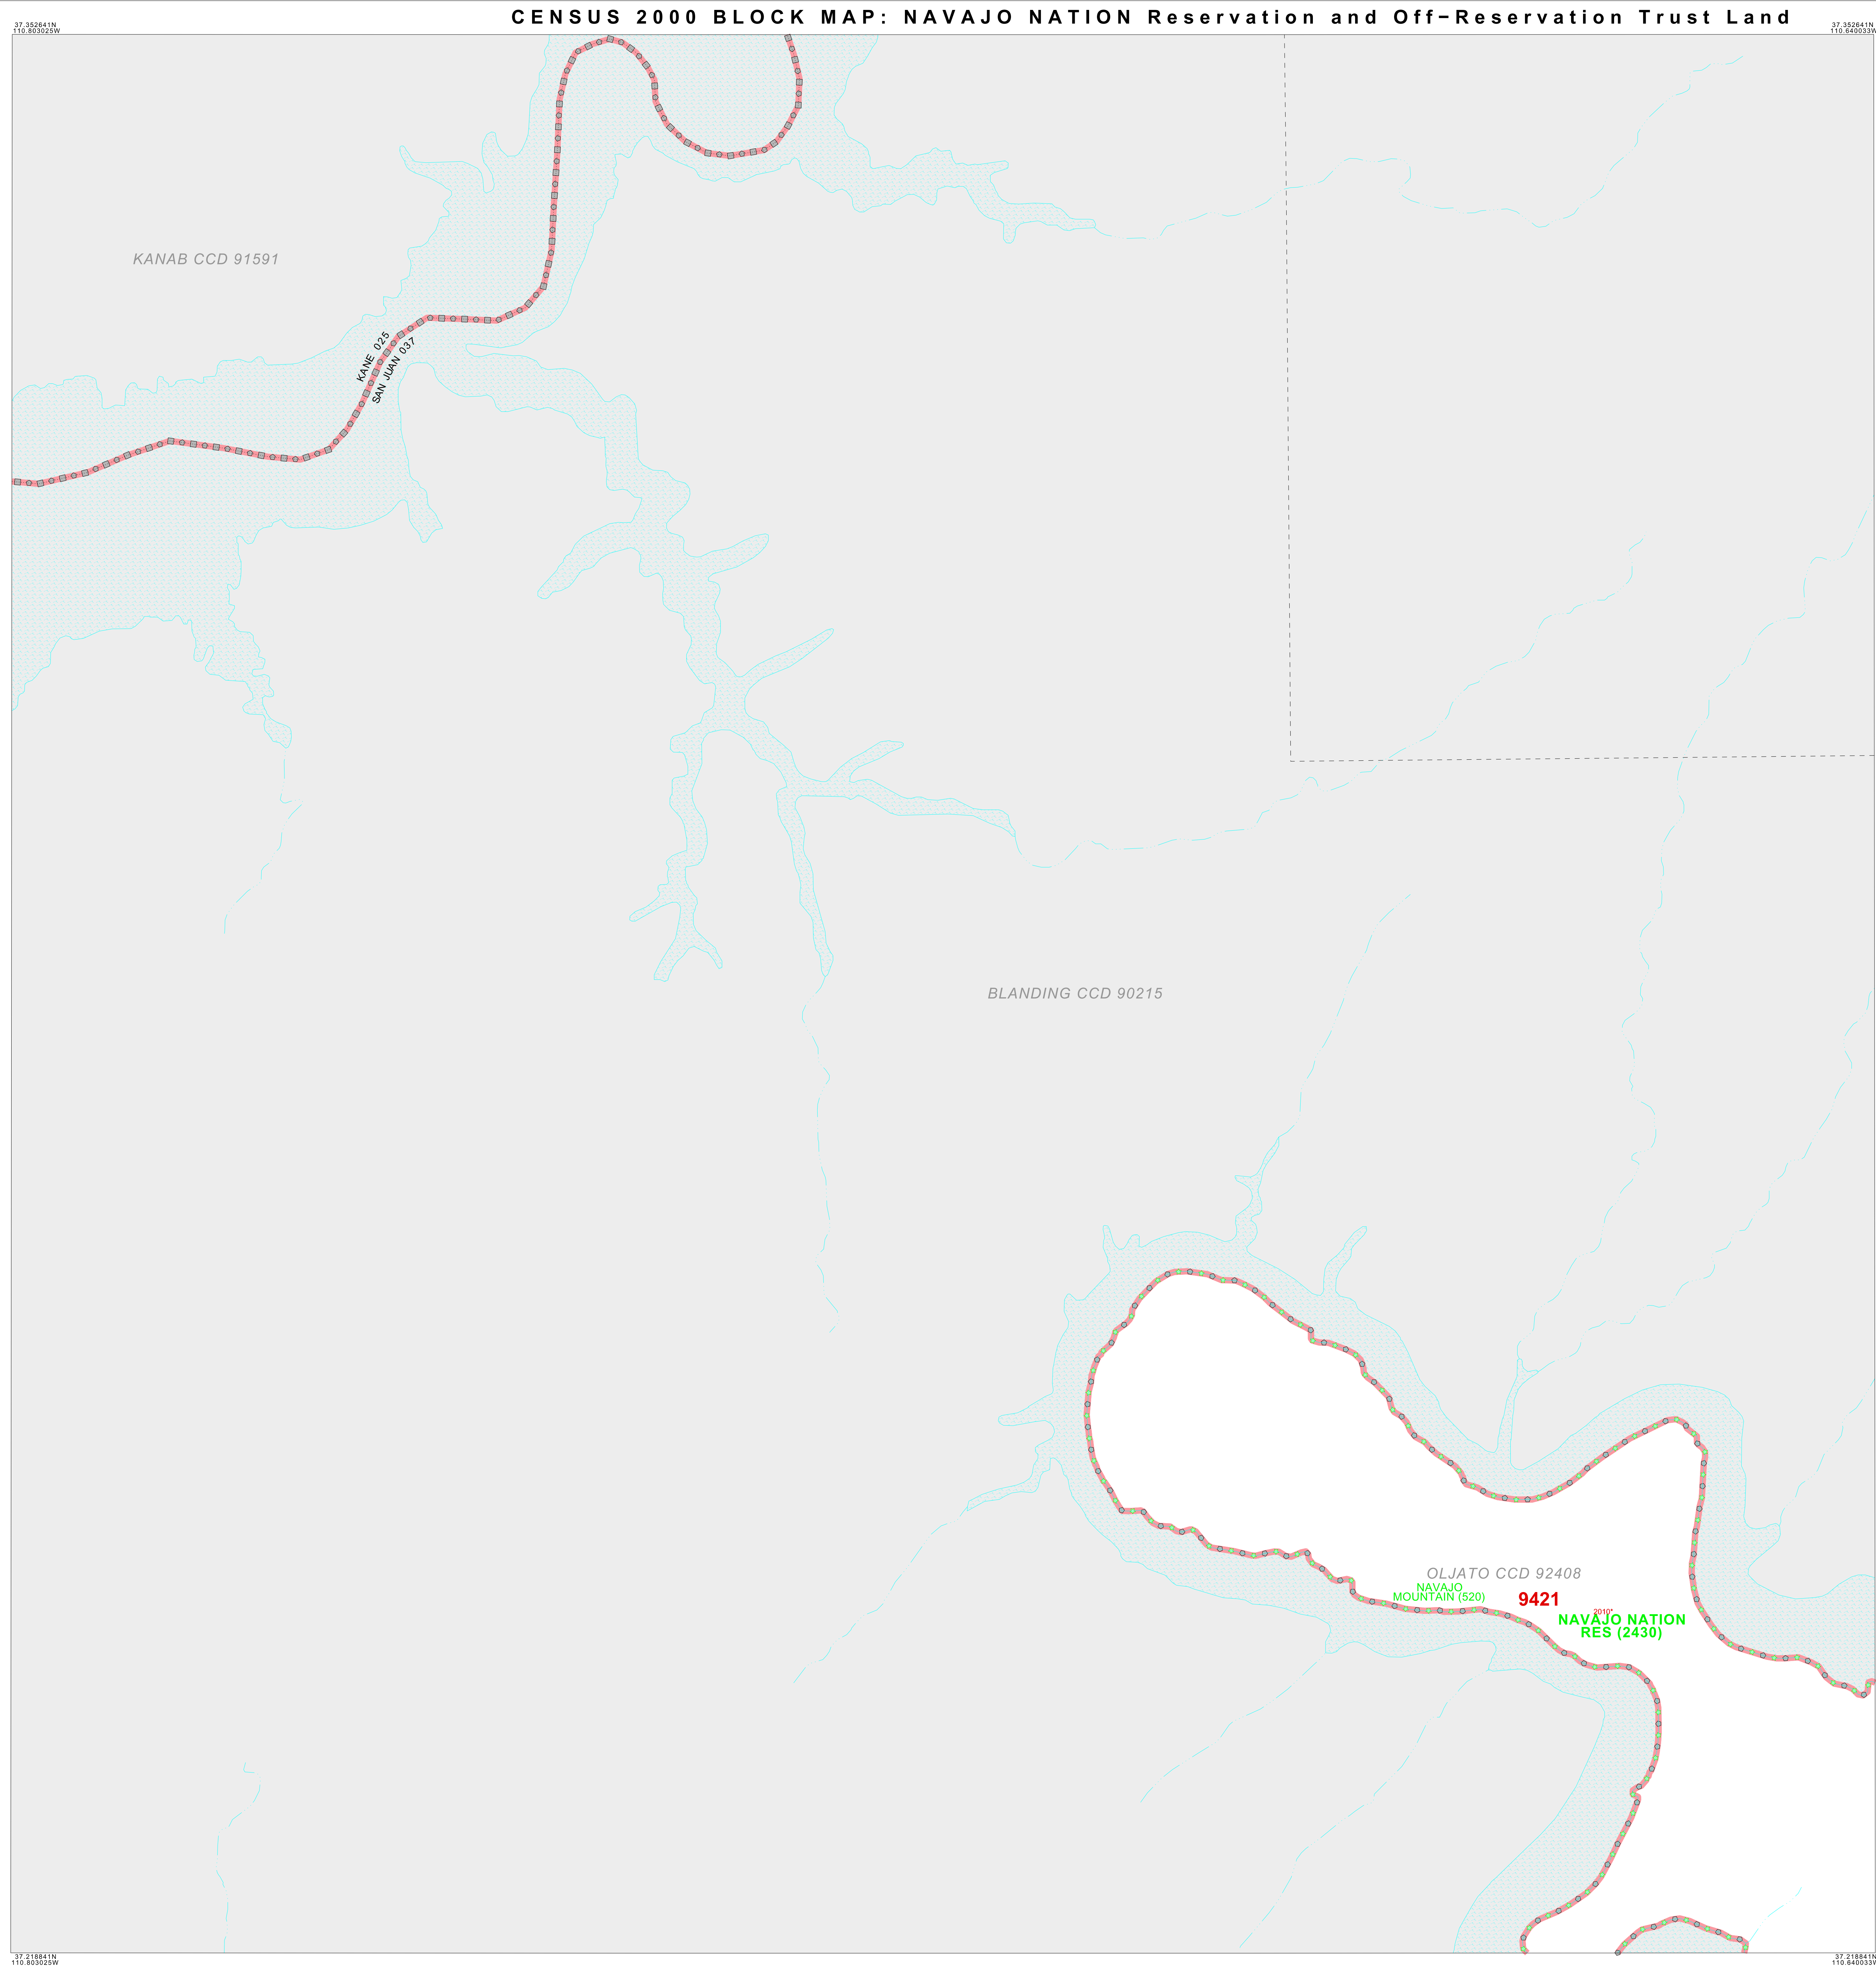 CENSUS 2000 BLOCK MAP: NAVAJO NATION Reservation and Off−Reservation Trust Land
37.352641N
110.803025W
37.352641N
110.640033W
KANAB CCD 91591
KANE 025
SAN JUAN 037
BLANDING CCD 90215
OLJATO CCD 92408
NAVAJO
MOUNTAIN (520)
9421
2010*
NAVAJO NATION
RES (2430)
37.218841N
110.803025W
37.218841N
110.640033W